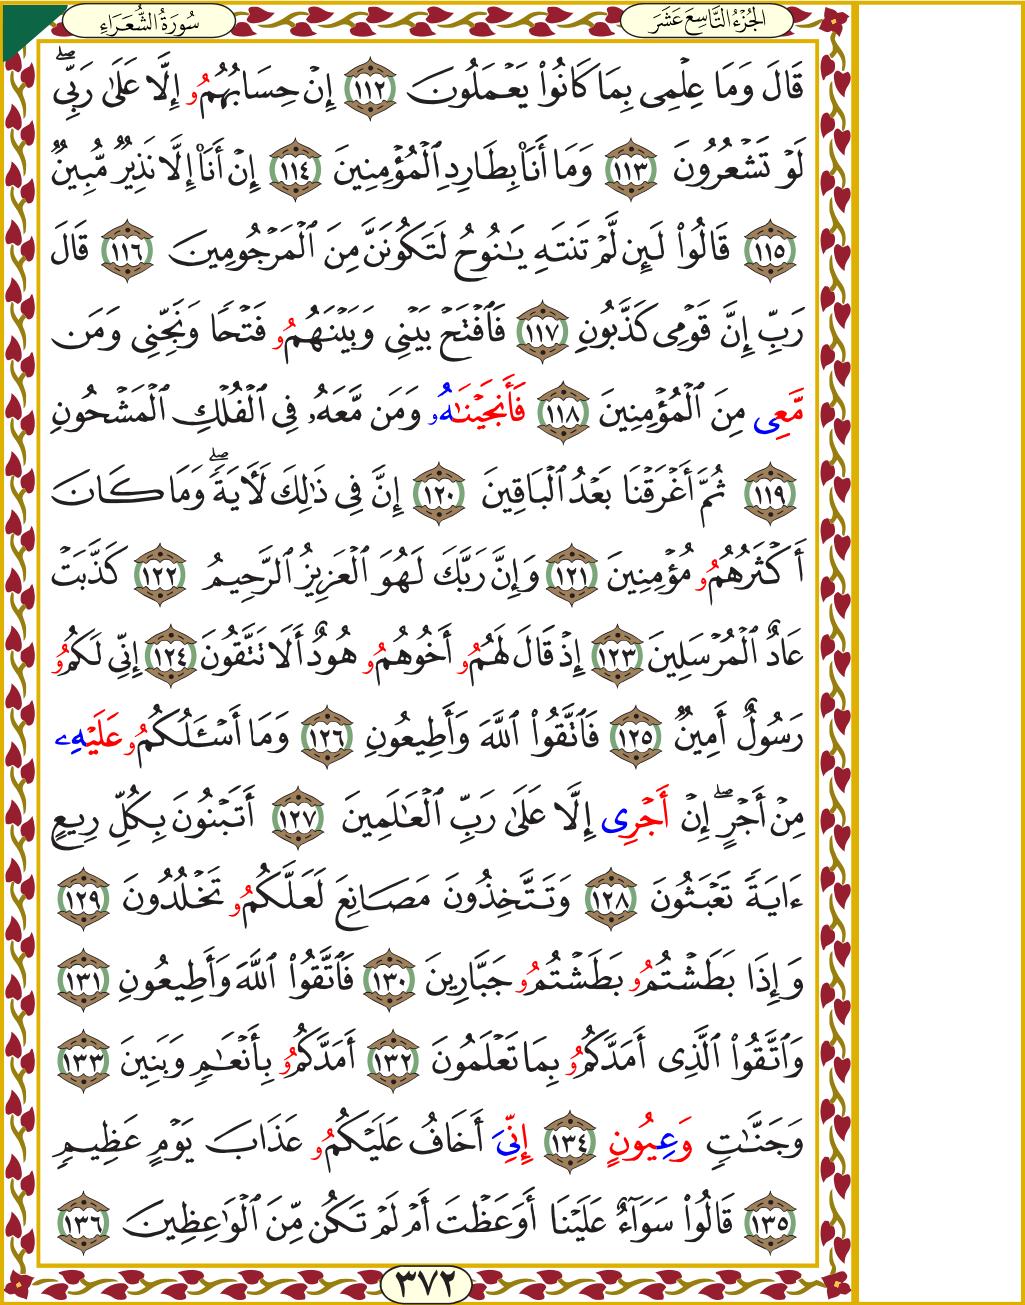 الجُزْءُ التَّاسِعَ عَشَرَ
سُورَةُ الشُّعَرَاءِ
قَالَ وَمَا عِلْمِى بِمَا كَانُوا۟ يَعْمَلُونَ ١١٢ إِنْ حِسَابُهُمُۥ إِلَّا عَلَىٰ رَبِّىۖ
لَوْ تَشْعُرُونَ ١١٣ وَمَا أَنَا۠ بِطَارِدِ ٱلْمُؤْمِنِينَ ١١٤ إِنْ أَنَا۠ إِلَّا نَذِيرٌ مُّبِينٌ
١١٥ قَالُوا۟ لَئِن لَّمْ تَنتَهِ يَـٰنُوحُ لَتَكُونَنَّ مِنَ ٱلْمَرْجُومِينَ ١١٦ قَالَ
رَبِّ إِنَّ قَوْمِى كَذَّبُونِ ١١٧ فَٱفْتَحْ بَيْنِى وَبَيْنَهُمُۥ فَتْحًا وَنَجِّنِى وَمَن
مَّعِى مِنَ ٱلْمُؤْمِنِينَ ١١٨ فَأَنجَيْنَـٰهُۥ وَمَن مَّعَهُۥ فِى ٱلْفُلْكِ ٱلْمَشْحُونِ
١١٩ ثُمَّ أَغْرَقْنَا بَعْدُ ٱلْبَاقِينَ ١٢٠ إِنَّ فِى ذَٰلِكَ لَـَٔايَةًۖ وَمَا كَانَ
أَكْثَرُهُمُۥ مُؤْمِنِينَ ١٢١ وَإِنَّ رَبَّكَ لَهُوَ ٱلْعَزِيزُ ٱلرَّحِيمُ ١٢٢ كَذَّبَتْ
عَادٌ ٱلْمُرْسَلِينَ ١٢٣ إِذْ قَالَ لَهُمُۥ أَخُوهُمُۥ هُودٌ أَلَا تَتَّقُونَ ١٢٤ إِنِّى لَكُمُۥ
رَسُولٌ أَمِينٌ ١٢٥ فَٱتَّقُوا۟ ٱللَّهَ وَأَطِيعُونِ ١٢٦ وَمَا أَسْـَٔلُكُمُۥ عَلَيْهِۦ
مِنْ أَجْرٍۖ إِنْ أَجْرِى إِلَّا عَلَىٰ رَبِّ ٱلْعَـٰلَمِينَ ١٢٧ أَتَبْنُونَ بِكُلِّ رِيعٍ
ءَايَةً تَعْبَثُونَ ١٢٨ وَتَتَّخِذُونَ مَصَانِعَ لَعَلَّكُمُۥ تَخْلُدُونَ ١٢٩
وَإِذَا بَطَشْتُمُۥ بَطَشْتُمُۥ جَبَّارِينَ ١٣٠ فَٱتَّقُوا۟ ٱللَّهَ وَأَطِيعُونِ ١٣١
وَٱتَّقُوا۟ ٱلَّذِى أَمَدَّكُمُۥ بِمَا تَعْلَمُونَ ١٣٢ أَمَدَّكُمُۥ بِأَنْعَـٰمٍ وَبَنِينَ ١٣٣
وَجَنَّـٰتٍ وَعِيُونٍ ١٣٤ إِنِّىَ أَخَافُ عَلَيْكُمُۥ عَذَابَ يَوْمٍ عَظِيمٍ
١٣٥ قَالُوا۟ سَوَآءٌ عَلَيْنَا أَوَعَظْتَ أَمْ لَمْ تَكُن مِّنَ ٱلْوَٰعِظِينَ ١٣٦
٣٧٢